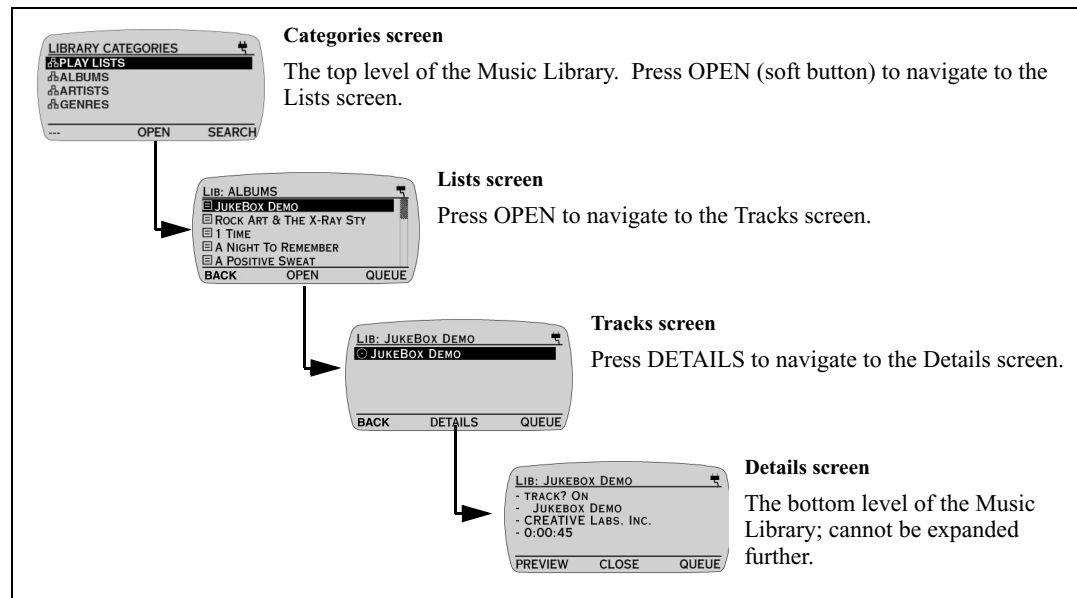 LIBRARY CATEGORIES
PLAY LISTS
ALBUMS
ARTISTS
GENRES
--- OPEN SEARCH
Categories screen
The top level of the Music Library. Press OPEN (soft button) to navigate to the
Lists screen.
LIB: ALBUMS
JUKEBOX DEMO
ROCK ART & THE X-RAY STY
1 TIME
A NIGHT TO REMEMBER
A POSITIVE SWEAT
BACK OPEN QUEUE
Lists screen
Press OPEN to navigate to the Tracks screen.
LIB: JUKEBOX DEMO
JUKEBOX DEMO
BACK DETAILS QUEUE
Tracks screen
Press DETAILS to navigate to the Details screen.
LIB: JUKEBOX DEMO
- TRACK? ON
- JUKEBOX DEMO
- CREATIVE LABS. INC.
- 0:00:45
PREVIEW CLOSE QUEUE
Details screen
The bottom level of the Music
Library; cannot be expanded
further.